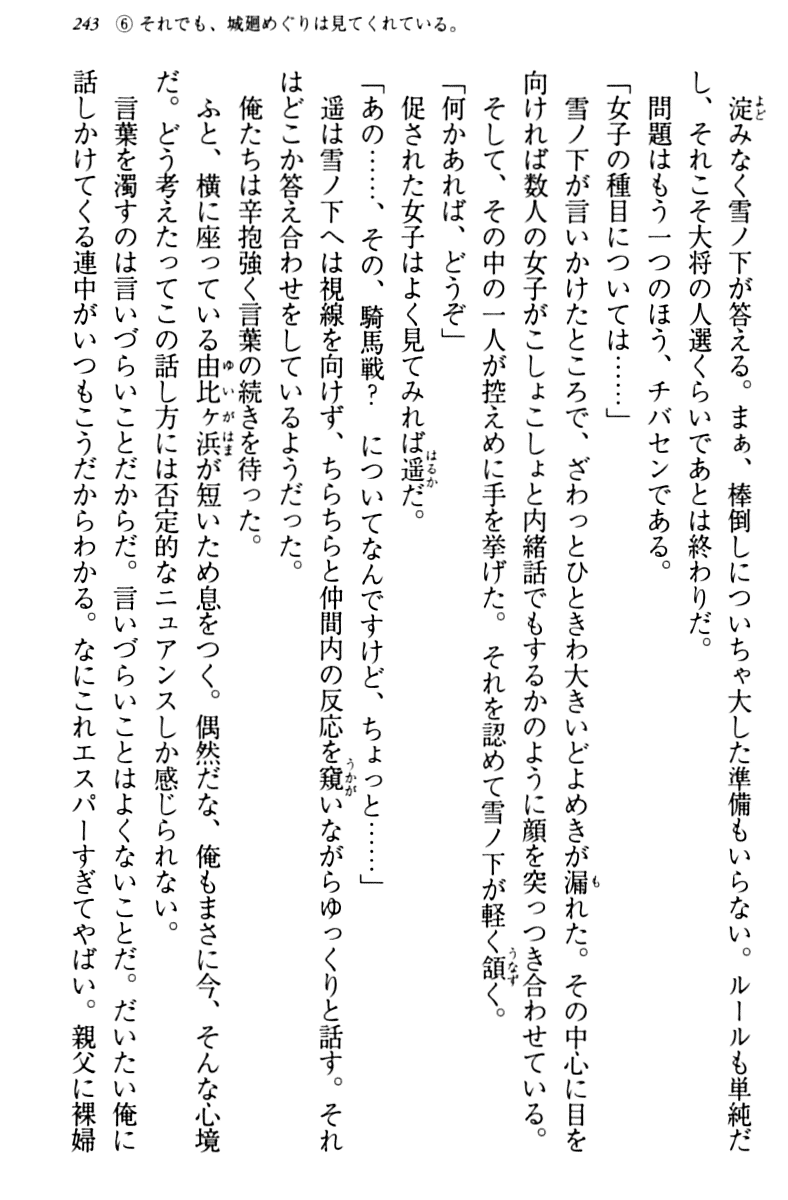 243 ⑥それでも、城廻めぐりは見てくれている。
淀みなく雪ノ下が答える。まぁ、棒倒しについちゃ大した準備もいらない。ルールも単純だ
し、それこそ大将の人選くらいであとは終わりだ。
問題はもう一つのほう、チバセンである。
「女子の種目については……」
雪ノ下が言いかけたところで、ざわっとひときわ大きいどよめきが漏れた。その中心に目を
向ければ数人の女子がこしょこしょと内緒話でもするかのように顔を突っつき合わせている。
そして、その中の一人が控えめに手を挙げた。それを認めて雪ノ下が軽く頷く。
「何かあれば、どうぞ」
促された女子はよく見てみれば遥だ。
「あの……、その、騎馬戦？　についてなんですけど、ちょっと……」
遥は雪ノ下へは視線を向けず、ちらちらと仲間内の反応を窺いながらゆっくりと話す。それ
はどこか答え合わせをしているようだった。
俺たちは辛抱強く言葉の続きを待った。
ふと、横に座っている由比ヶ浜が短いため息をつく。偶然だな、俺もまさに今、そんな心境
だ。どう考えたってこの話し方には否定的なニュアンスしか感じられない。
言葉を濁すのは言いづらいことだからだ。言いづらいことはよくないことだ。だいたい俺に
話しかけてくる連中がいつもこうだからわかる。なにこれエスパーすぎてやばい。親父に裸婦